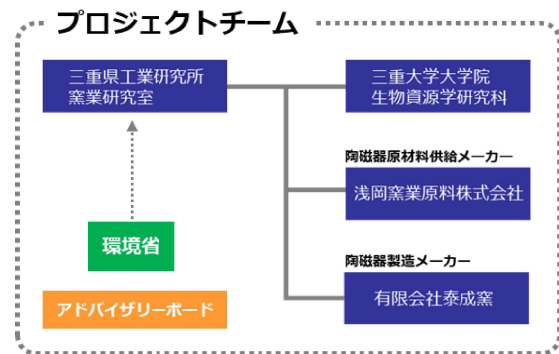 プロジェクトチーム
三重県工業研究所
窯業研究室
三重大学大学院
生物資源学研究科
陶磁器原材料供給メーカー
浅岡窯業原料株式会社
環境省
陶磁器製造メーカー
有限会社泰成窯
アドバイザリーボード